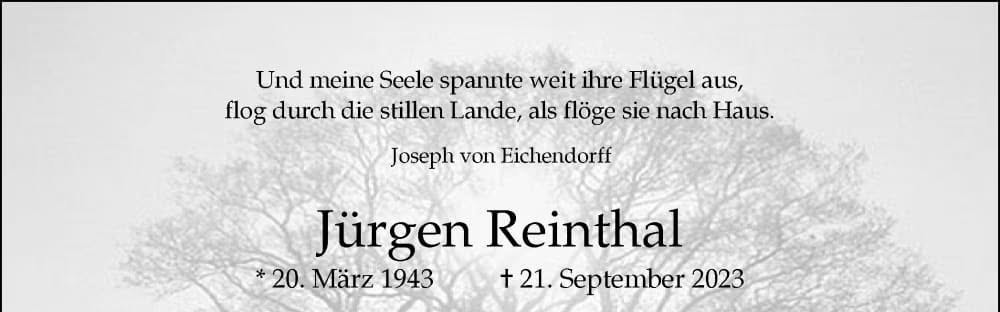 Und meine Seele spannte weit ihre Flügel aus,
flog durch die stillen Lande, als flöge sie nach Haus.
Joseph von Eichendorff
Jürgen Reinthal
* 20. März 1943 † 21. September 2023